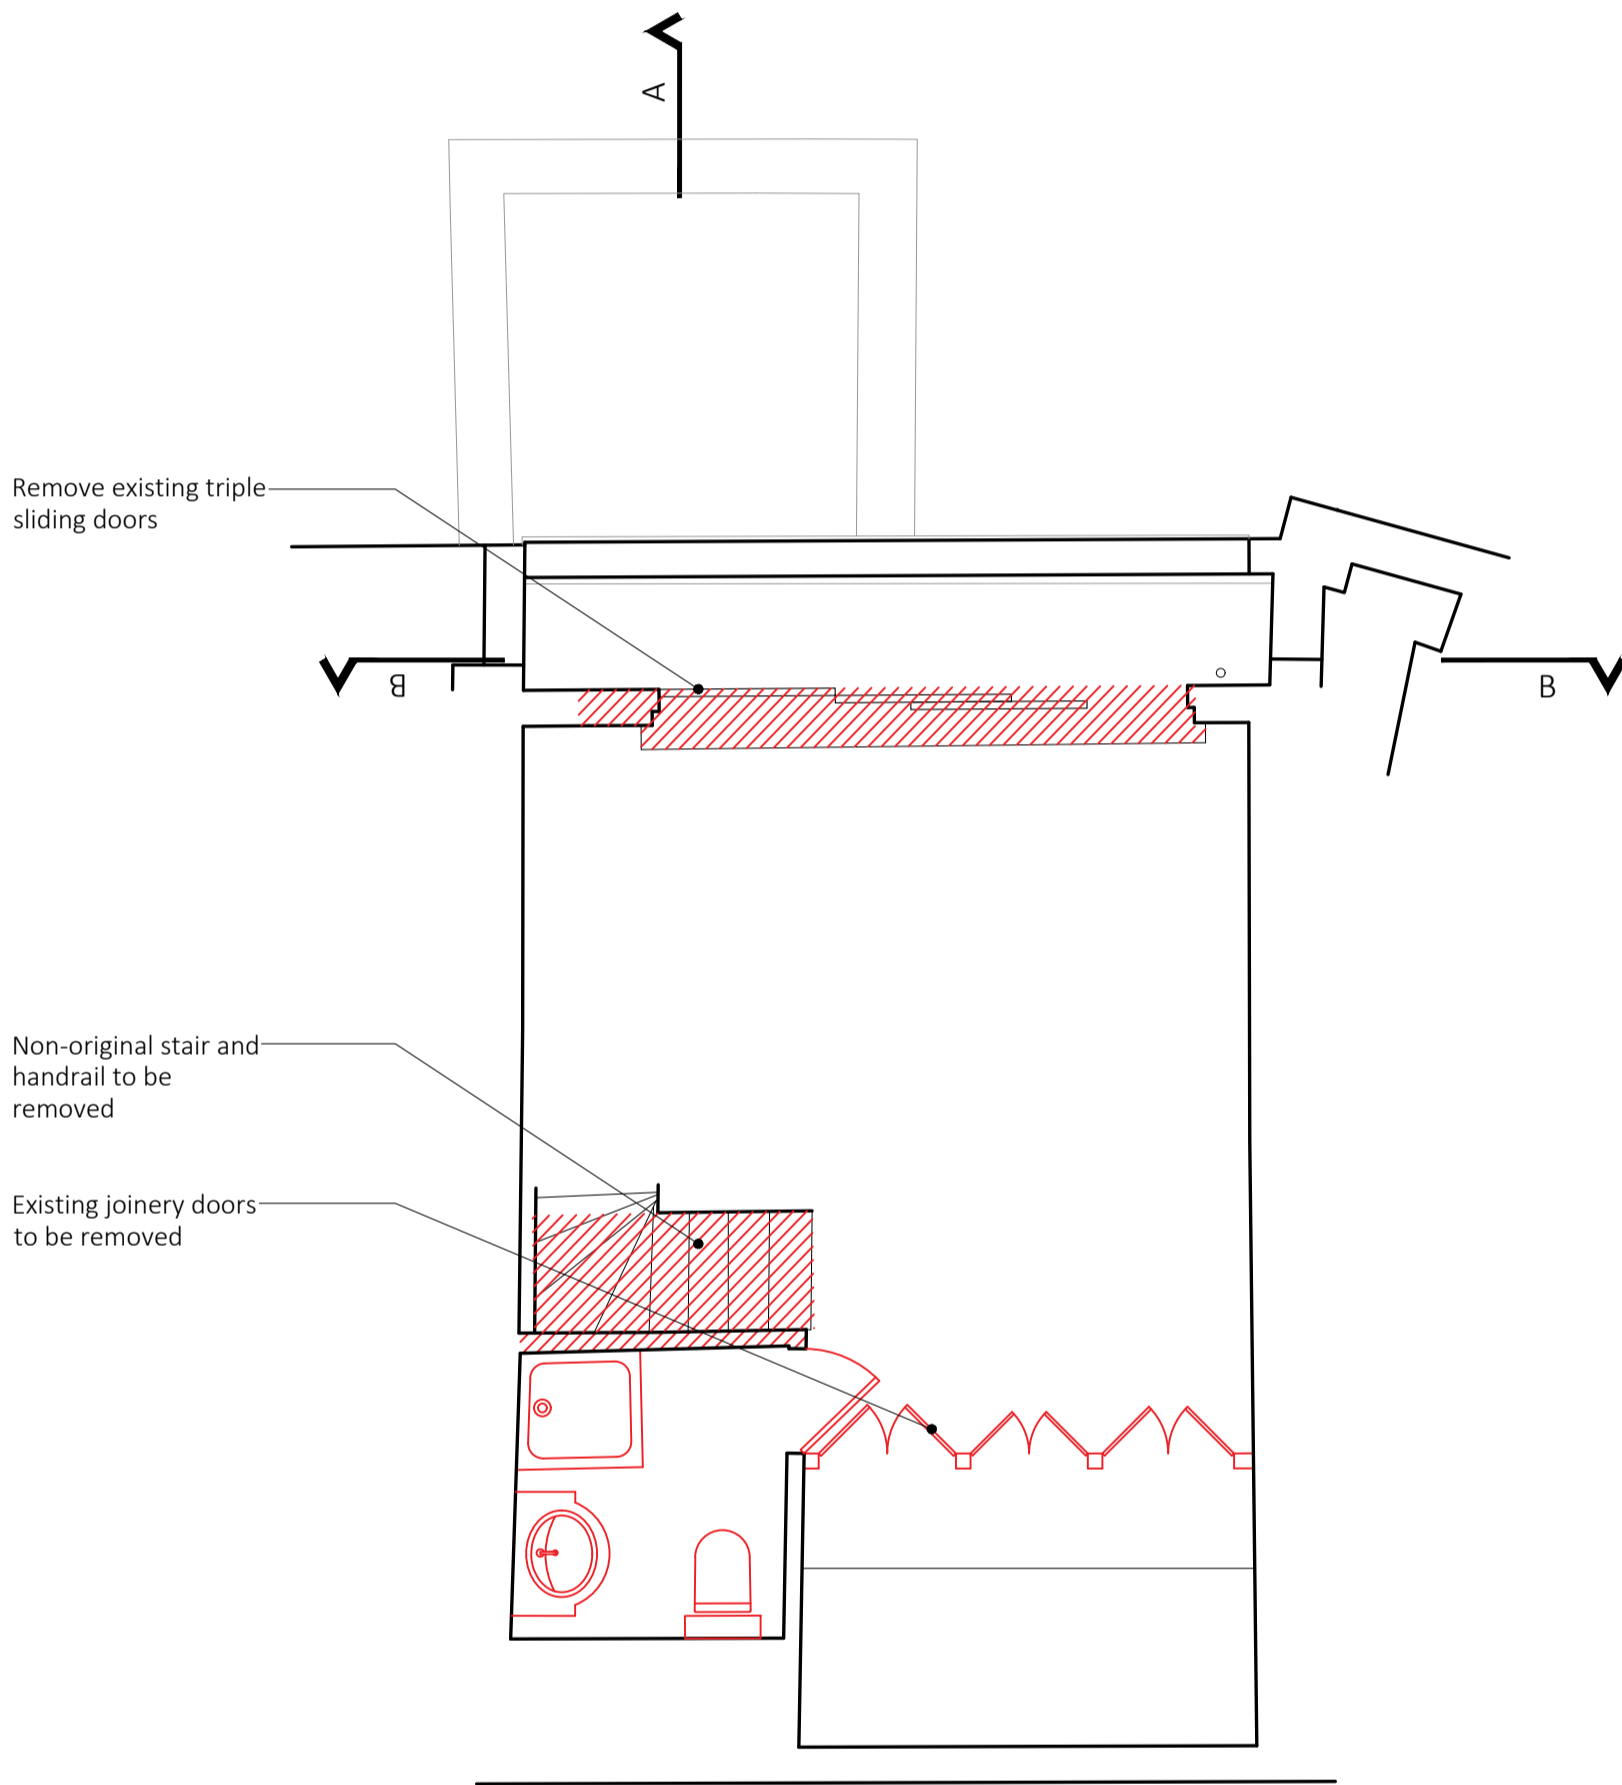 A
Remove existing triple
sliding doors
B
B
Non-original stair and
handrail to be
removed
Existing joinery doors
to be removed